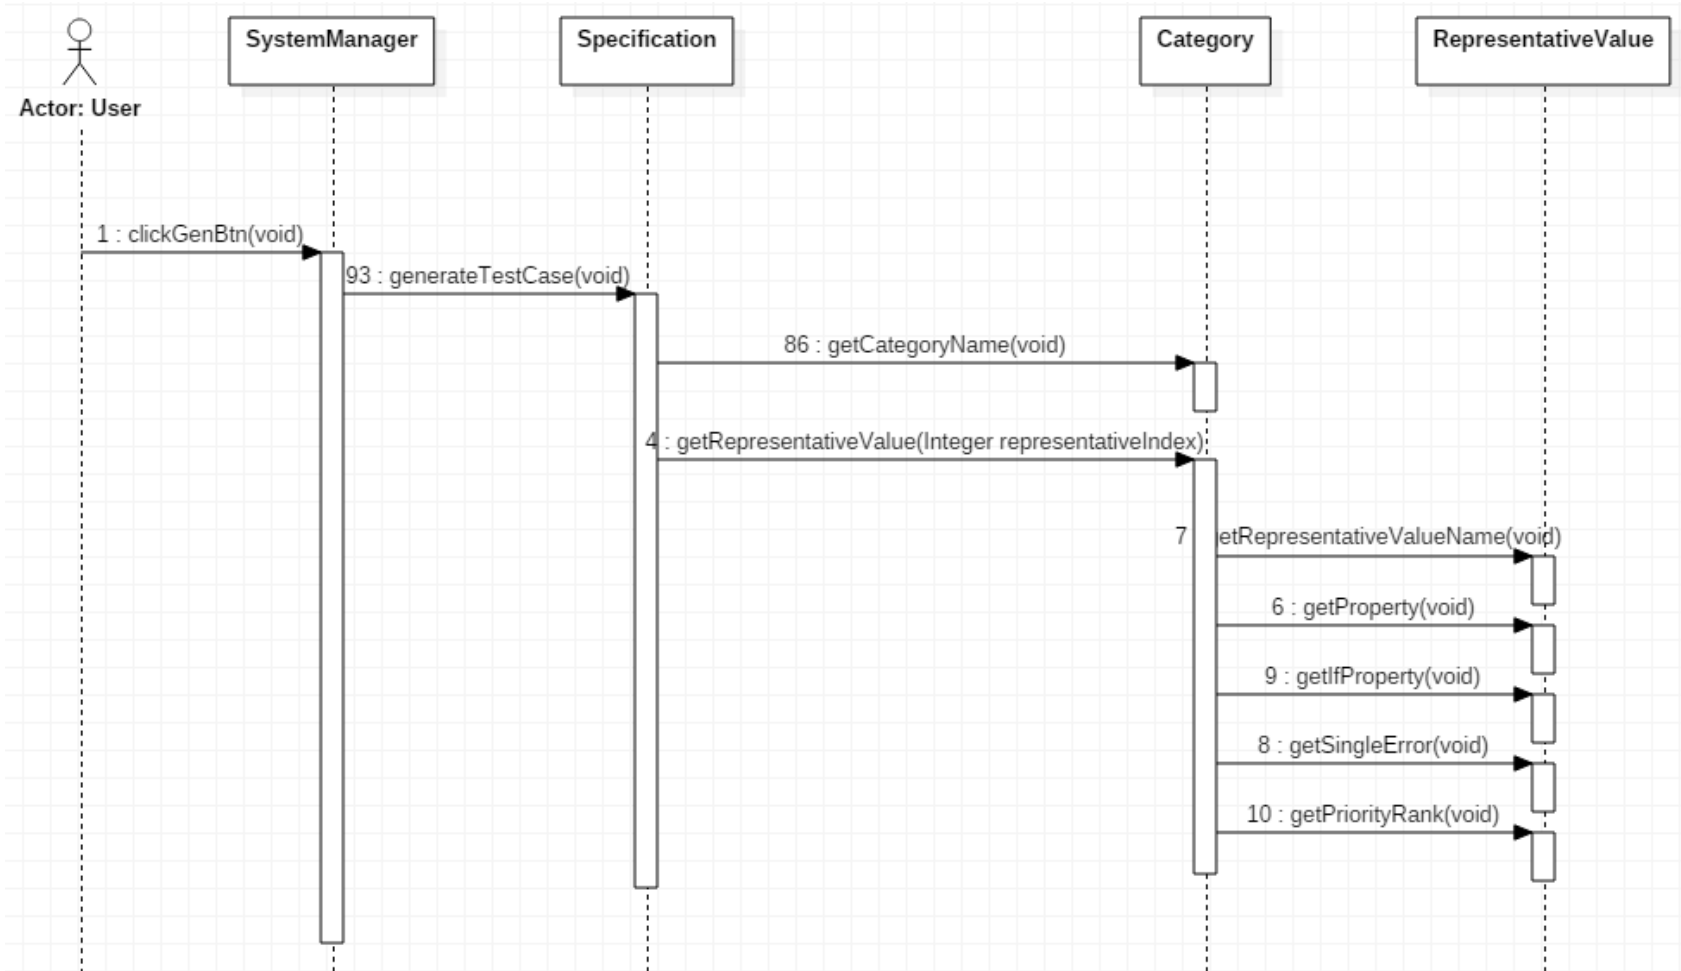 SystemManager
Specification
Category
RepresentativeValue
Actor: User
1 : clickGenBtn(void)
93 : generateTestCase(void)
86 : getCategoryName(void)
4 : getRepresentativeValue(Integer representativeIndex)
7 etRepresentativeValueName(void)
6 : getProperty(void)
9 : getIfProperty(void)
8 : getSingleError(void)
10 : getPriorityRank(void)